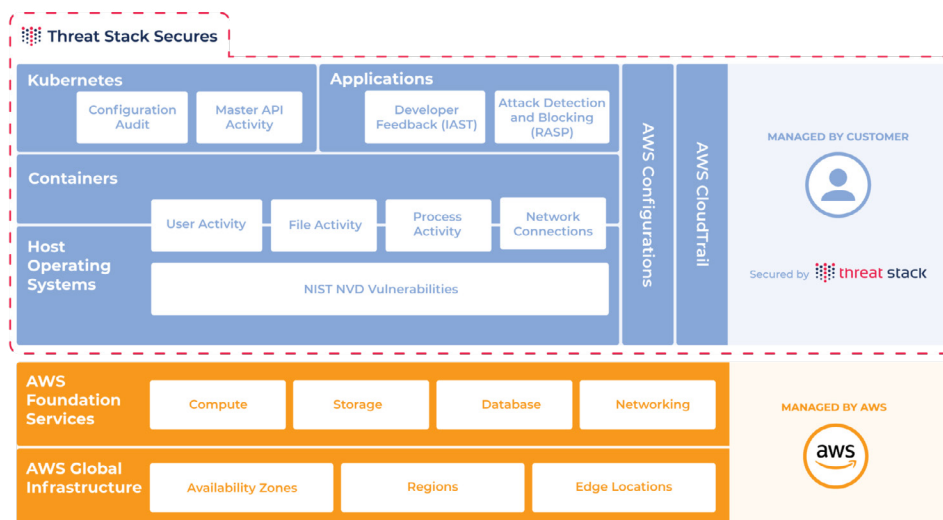 Threat Stack Secures
Kubernetes
Configuration
Audit
Master API
Activity
Applications
Developer
Feedback (IAST)
Attack Detection
and Blocking
(RASP)
Containers
User Activity
File Activity
Process
Activity
Network
Connections
Host
Operating
Systems
NIST NVD Vulnerabilities
AWS Configurations
AWS CloudTrail
MANAGED BY CUSTOMER
Secured by threat stack
AWS
Foundation
Services
Compute
Storage
Database
Networking
AWS Global
Infrastructure
Availability Zones
Regions
Edge Locations
MANAGED BY AWS
aws